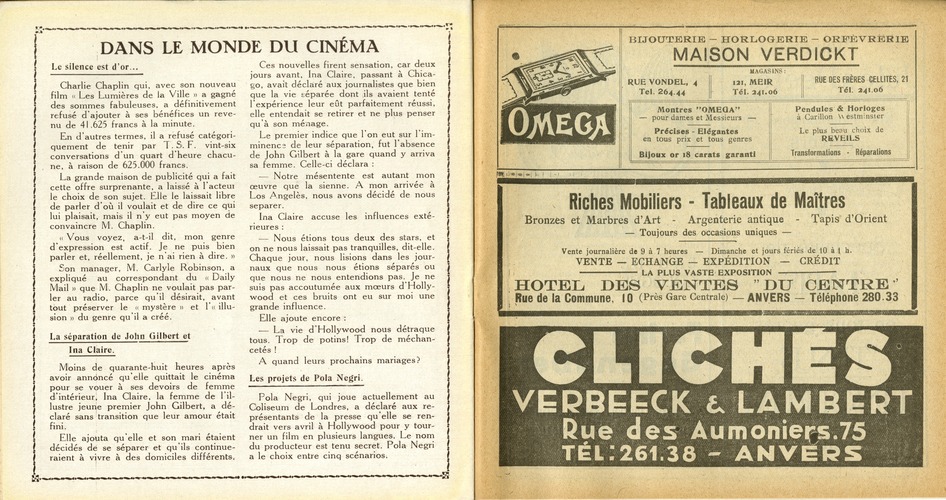 DANS LE MONDE DU CINÉMA
Le silence est d'or...
Charlie Chaplin qui, avec son nouveau
film « Les Lumières de la Ville » a gagné
des sommes fabuleuses, a définitivement
refusé d'ajouter à ses bénéfices un reve-
nu de 41.625 francs à la minute.
En d'autres termes, il a refusé catégori-
quement de tenir par T. S. F. vint-six
conversations d'un quart d'heure chacu-
ne, à raison de 625.000 francs.
La grande maison de publicité qui a fait
cette offre surprenante, a laissé à l'acteur
le choix de son sujet. Elle le laissait libre
de parler d'où il voulait et de dire ce qui
lui plaisait, mais il n'y eut pas moyen de
convaincre M. Chaplin.
« Vous voyez, a-t-il dit, mon genre
d'expression est actif. Je ne puis bien
parler et, réellement, je n'ai rien à dire. »
Son manager, M. Carlyle Robinson, a
expliqué au correspondant du « Daily
Mail » que M. Chaplin ne voulait pas par-
ler au radio, parce qu'il désirait, avant
tout préserver le « mystère » et l' « illu-
sion » du genre qu'il a créé.
La séparation de John Gilbert et
Ina Claire.
Moins de quarante-huit heures après
avoir annoncé qu'elle quittait le cinéma
pour se vouer à ses devoirs de femme
d'intérieur, Ina Claire, la femme de l'il-
lustre jeune premier John Gilbert, a dé-
claré sans transition que leur amour était
fini.
Elle ajouta qu'elle et son mari étaient
décidés de se séparer et qu'ils continue-
raient à vivre à des domiciles différents.
Ces nouvelles firent sensation, car deux
jours avant, Ina Claire, passant à Chica-
go, avait déclaré aux journalistes que bien
que la vie séparée dont ils avaient tenté
l'expérience leur eût parfaitement réussi,
elle entendait se retirer et ne plus penser
qu'à son ménage.
Le premier indice que l'on eut sur l'im-
minence de leur séparation, fut l'absence
de John Gilbert à la gare quand y arriva
sa femme. Celle-ci déclara :
— Notre mésentente est autant mon
œuvre que la sienne. A mon arrivée à
Los Angelès, nous avons décidé de nous
separer.
Ina Claire accuse les influences exté-
rieures :
— Nous étions tous deux des stars, et
on ne nous laissait pas tranquilles, dit-elle.
Chaque jour, nous lisions dans les jour-
naux que nous nous étions séparés ou
que nous ne nous entendions pas. Je ne
suis pas accoutumée aux mœurs d'Holly-
wood et ces bruits ont eu sur moi une
grande influence.
Elle ajoute encore :
— La vie d'Hollywood nous détraque
tous. Trop de potins! Trop de méchan-
cetés !
A quand leurs prochains mariages?
Les projets de Pola Negri.
Pola Negri, qui joue actuellement au
Coliseum de Londres, a déclaré aux re-
présentants de la presse qu'elle se ren-
drait vers avril à Hollywood pour y tour-
ner un film en plusieurs langues. Le nom
du producteur est tenu secret. Pola Negri
a le choix entre cinq scénarios.
BIJOUTERIE – HORLOGERIE – ORFÈVRERIE
MAISON VERDICKT
MAGASINS :
RUE VONDEL, 4
Tél. 264.44
121, MEIR
Tél. 241.06
RUE DES FRÈRES CELLITES, 21
Tél. 241.06
OMEGA
Montres "OMEGA"
— pour dames et Messieurs —
Précises - Elégantes
en tous prix et tous genres
Bijoux or 18 carats garanti
Pendules & Horloges
à Carillon Westminster
Le plus beau choix de
RÉVEILS
Transformations - Réparations
Riches Mobiliers - Tableaux de Maîtres
Bronzes et Marbres d'Art - Argenterie antique - Tapis d'Orient
— Toujours des occasions uniques —
Vente journalière de 9 à 7 heures — Dimanche et jours fériés de 10 à 1 h.
VENTE — ECHANGE — EXPÉDITION — CRÉDIT
LA PLUS VASTE EXPOSITION
HOTEL DES VENTES "DU CENTRE"
Rue de la Commune, 10 (Près Gare Centrale) — ANVERS — Téléphone 280.33
CLICHÉS
VERBEECK & LAMBERT
Rue des Aumoniers.75
TÉL: 261.38 – ANVERS